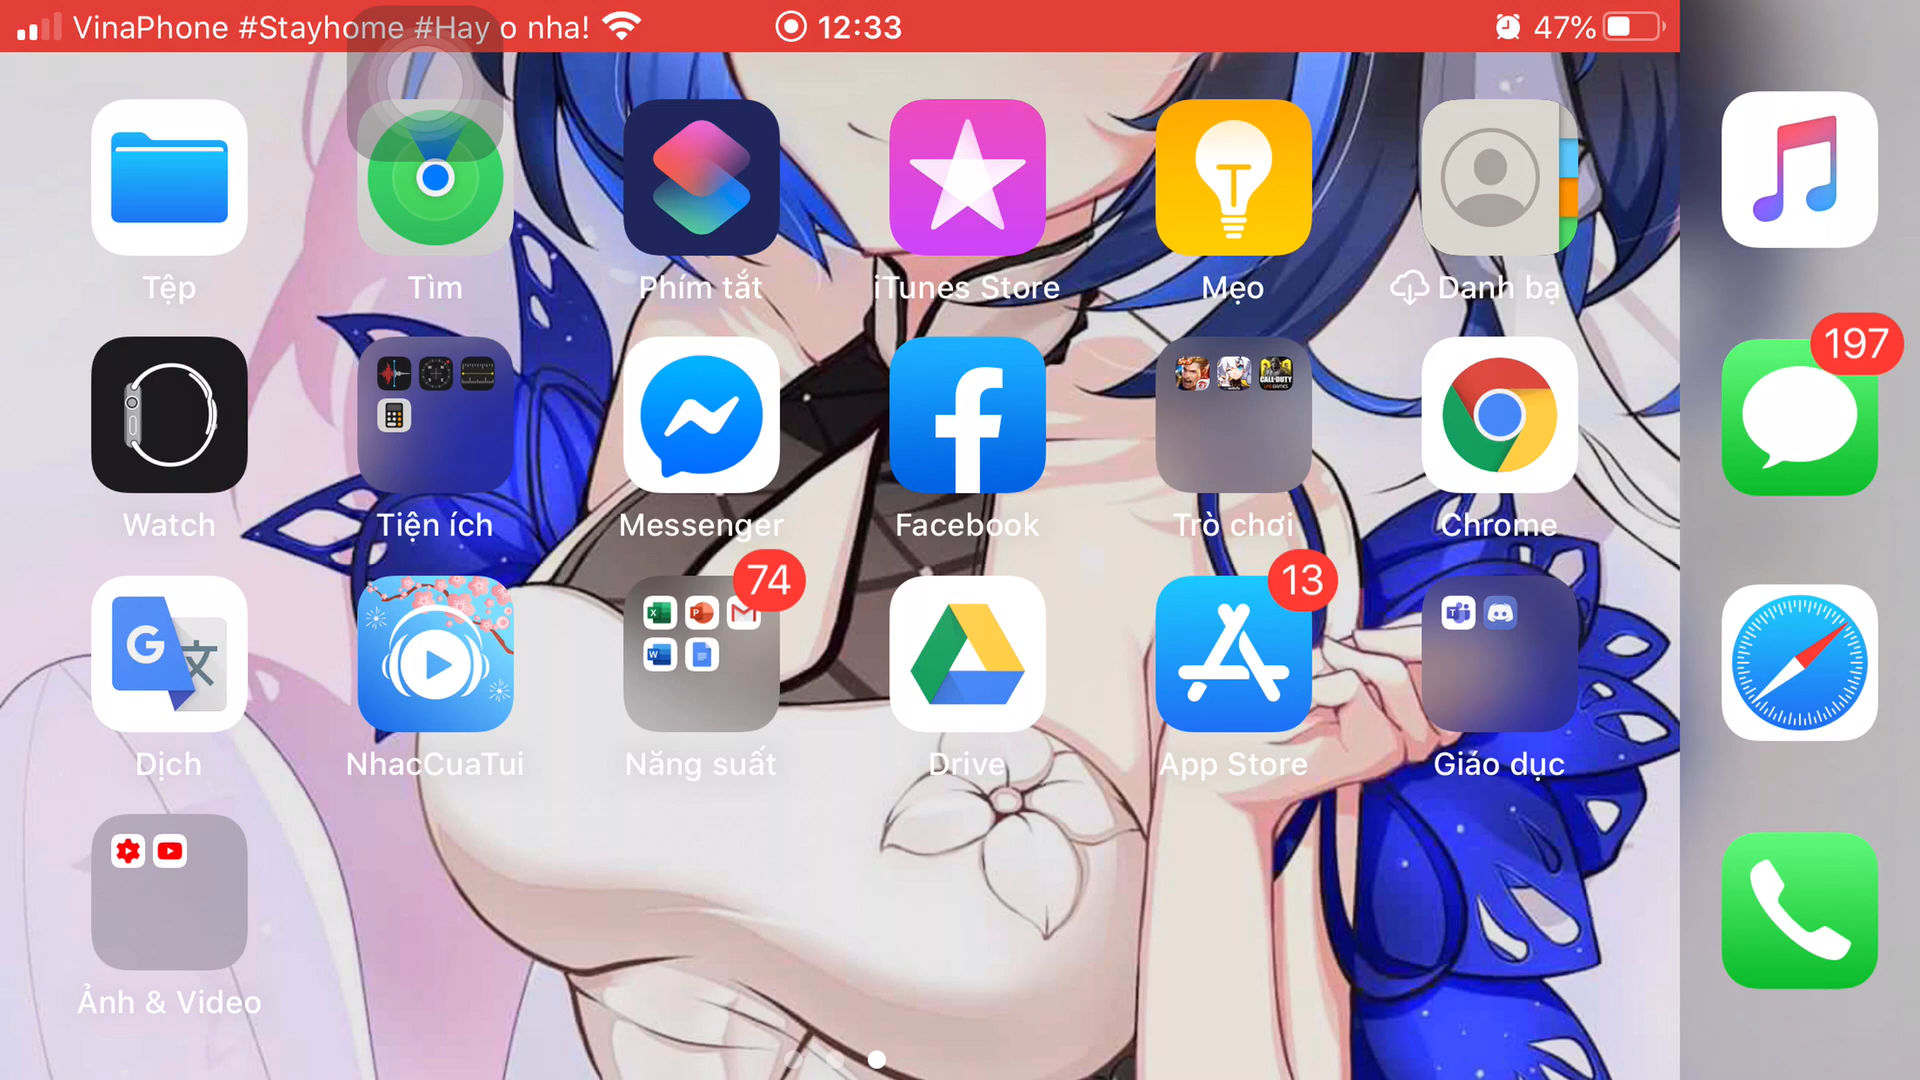 VinaPhone #Stayhome #Hay o nha! 12:33 47%
Tệp Tìm Phím tắt iTunes Store Mẹo Danh bạ
197
CALL·DUTY
Watch Tiện ích Messenger Facebook Trò chơi Chrome
74 13
Dịch NhacCuaTui Năng suất Drive App Store Giáo dục
Ảnh & Video